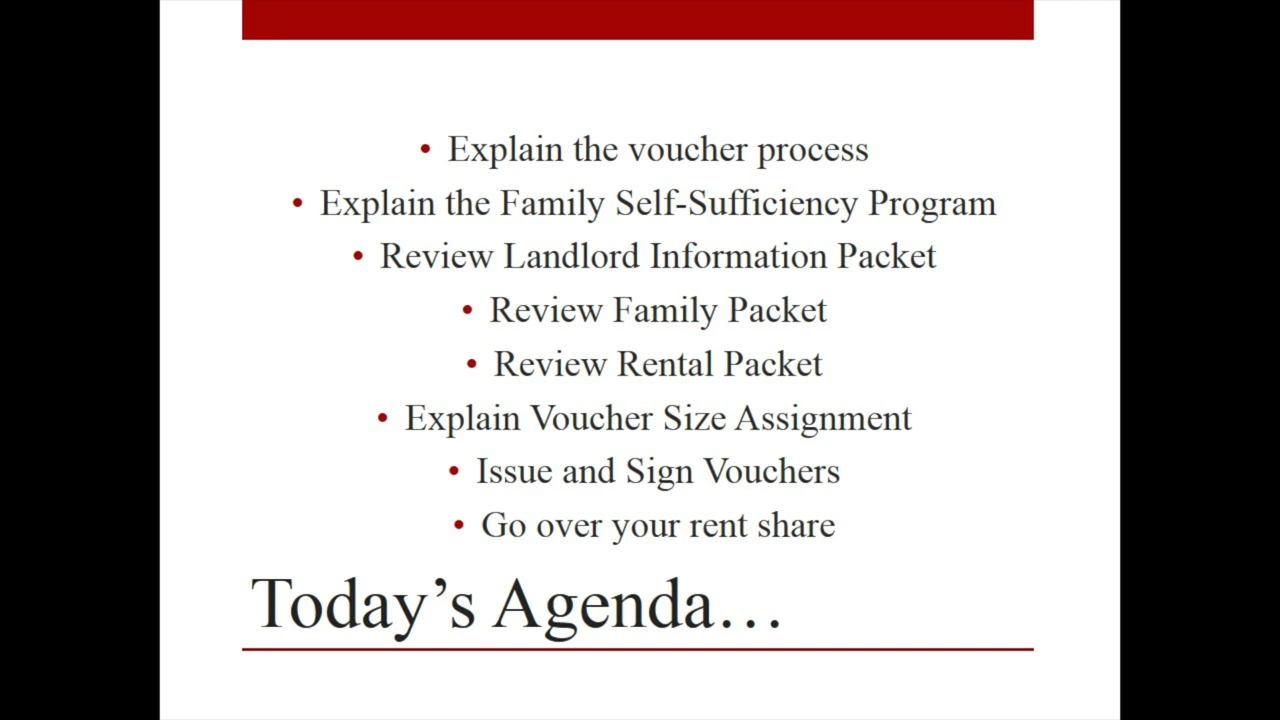 • Explain the voucher process
• Explain the Family Self-Sufficiency Program
• Review Landlord Information Packet
• Review Family Packet
• Review Rental Packet
• Explain Voucher Size Assignment
• Issue and Sign Vouchers
• Go over your rent share
Today’s Agenda…